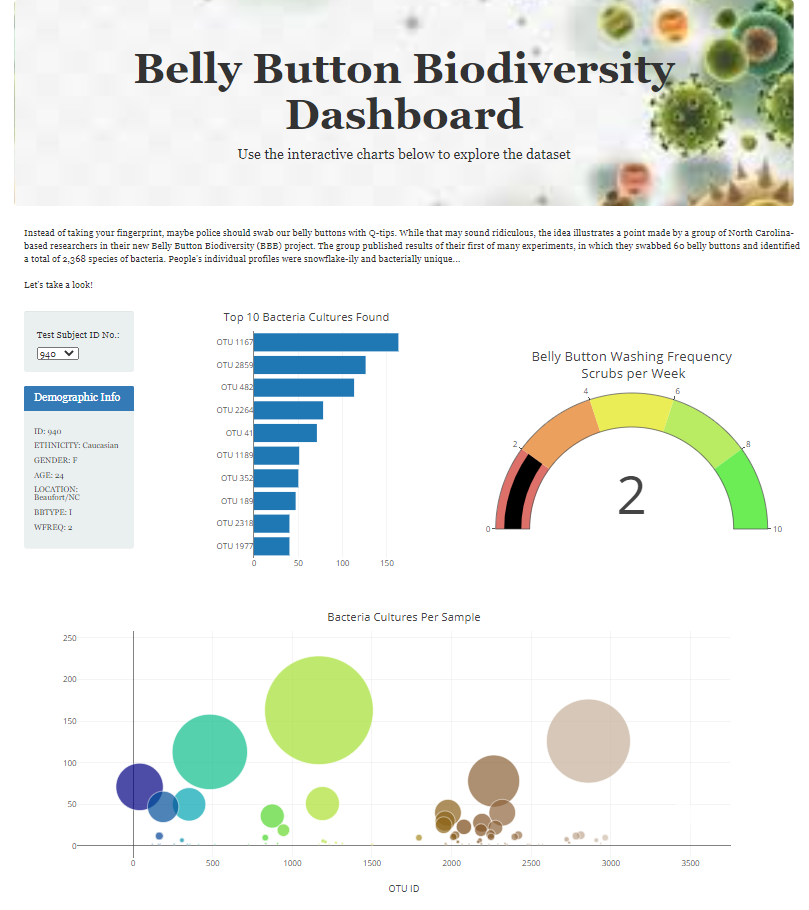 Belly Button Biodiversity
Dashboard
Use the interactive charts below to explore the dataset
Instead of taking your fingerprint, maybe police should swab our belly buttons with Q-tips. While that may sound ridiculous, the idea illustrates a point made by a group of North Carolina-
based researchers in their new Belly Button Biodiversity (BBB) project. The group published results of their first of many experiments, in which they swabbed 60 belly buttons and identified
a total of 2,368 species of bacteria. People's individual profiles were snowflake-ily and bacterially unique...
Let's take a look!
Test Subject ID No.:
940
Demographic Info
ID: 940
ETHNICITY: Caucasian
GENDER: F
AGE: 24
LOCATION:
Beaufort/NC
BBTYPE: I
WFREQ: 2
Top 10 Bacteria Cultures Found
OTU 1167
OTU 2859
OTU 482
OTU 2264
OTU 41
OTU 1189
OTU 352
OTU 189
OTU 2318
OTU 1977
0 50 100 150
Belly Button Washing Frequency
Scrubs per Week
0 2 4 6 8 10
2
Bacteria Cultures Per Sample
250
200
150
100
50
0
0 500 1000 1500 2000 2500 3000 3500
OTU ID